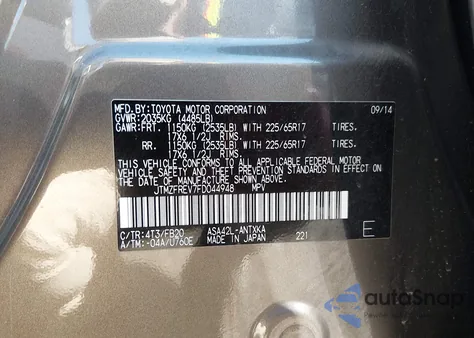 MFD.BY:TOYOTA MOTOR CORPORATION 09/14
GVWR:2035KG (4485LB)
GAWR:FRT. 1150KG (2535LB) WITH 225/65R17 TIRES.
17X6 1/2J RIMS.
RR. 1150KG (2535LB) WITH 225/65R17 TIRES.
17X6 1/2J RIMS.
THIS VEHICLE CONFORMS TO ALL APPLICABLE FEDERAL MOTOR
VEHICLE SAFETY AND THEFT PREVENTION STANDARDS IN EFFECT ON
THE DATE OF MANUFACTURE SHOWN ABOVE.
JTMZFREV7FD044948 MPV
C/TR:4T3/FB20 ASA42L-ANTXKA
A/TM:-04A/U760E MADE IN JAPAN 221 E
autoSnap